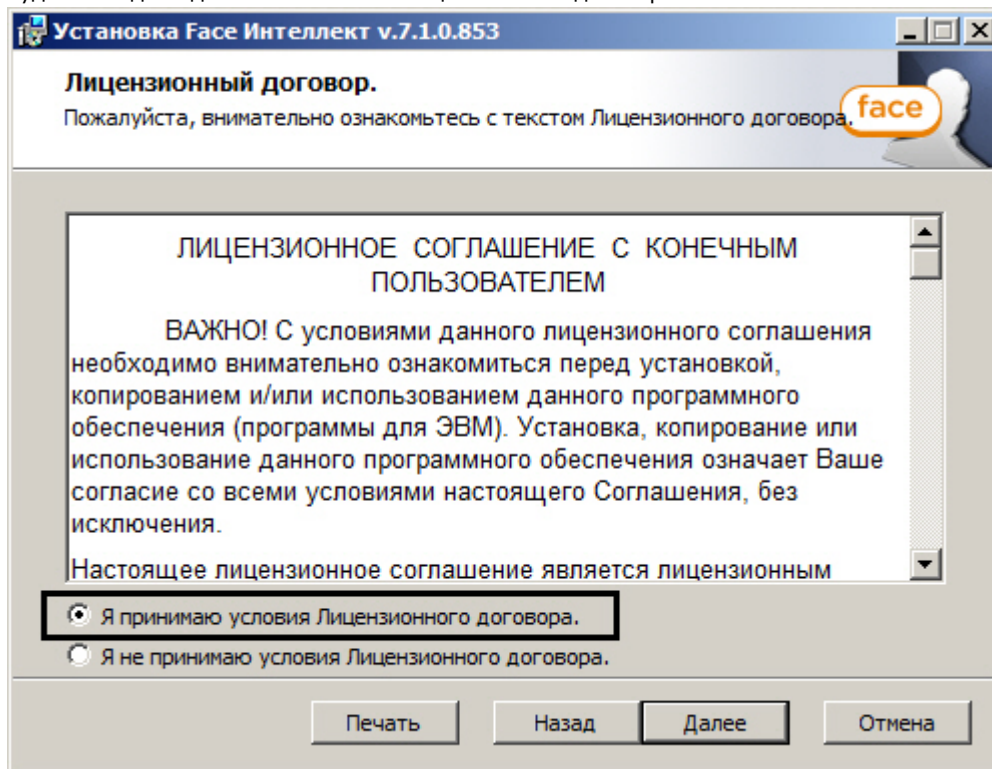 Установка Face Интеллект v.7.1.0.853
Лицензионный договор.
Пожалуйста, внимательно ознакомьтесь с текстом Лицензионного договора.
face
ЛИЦЕНЗИОННОЕ СОГЛАШЕНИЕ С КОНЕЧНЫМ
ПОЛЬЗОВАТЕЛЕМ
ВАЖНО! С условиями данного лицензионного соглашения
необходимо внимательно ознакомиться перед установкой,
копированием и/или использованием данного программного
обеспечения (программы для ЭВМ). Установка, копирование или
использование данного программного обеспечения означает Ваше
согласие со всеми условиями настоящего Соглашения, без
исключения.
Настоящее лицензионное соглашение является лицензионным
Я принимаю условия Лицензионного договора.
Я не принимаю условия Лицензионного договора.
Печать
Назад
Далее
Отмена